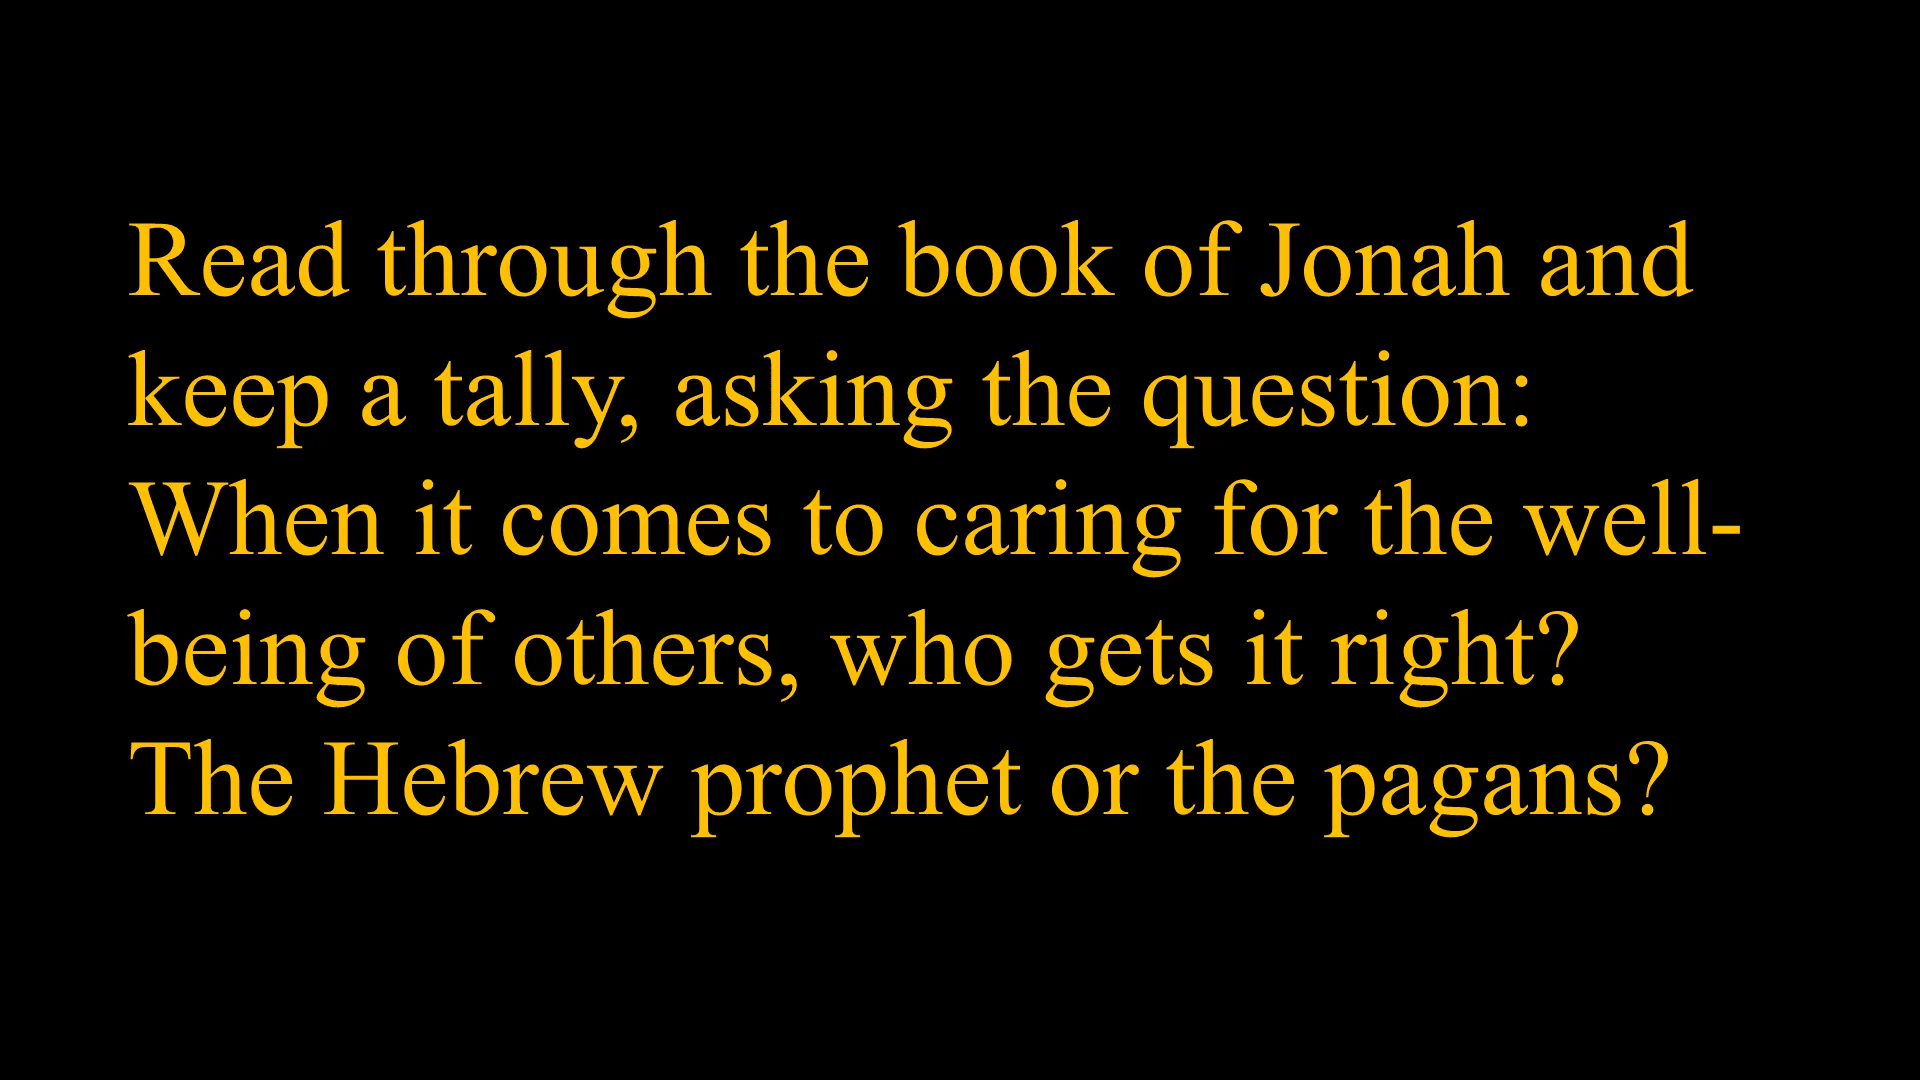 Read through the book of Jonah and
keep a tally, asking the question:
When it comes to caring for the well-
being of others, who gets it right?
The Hebrew prophet or the pagans?